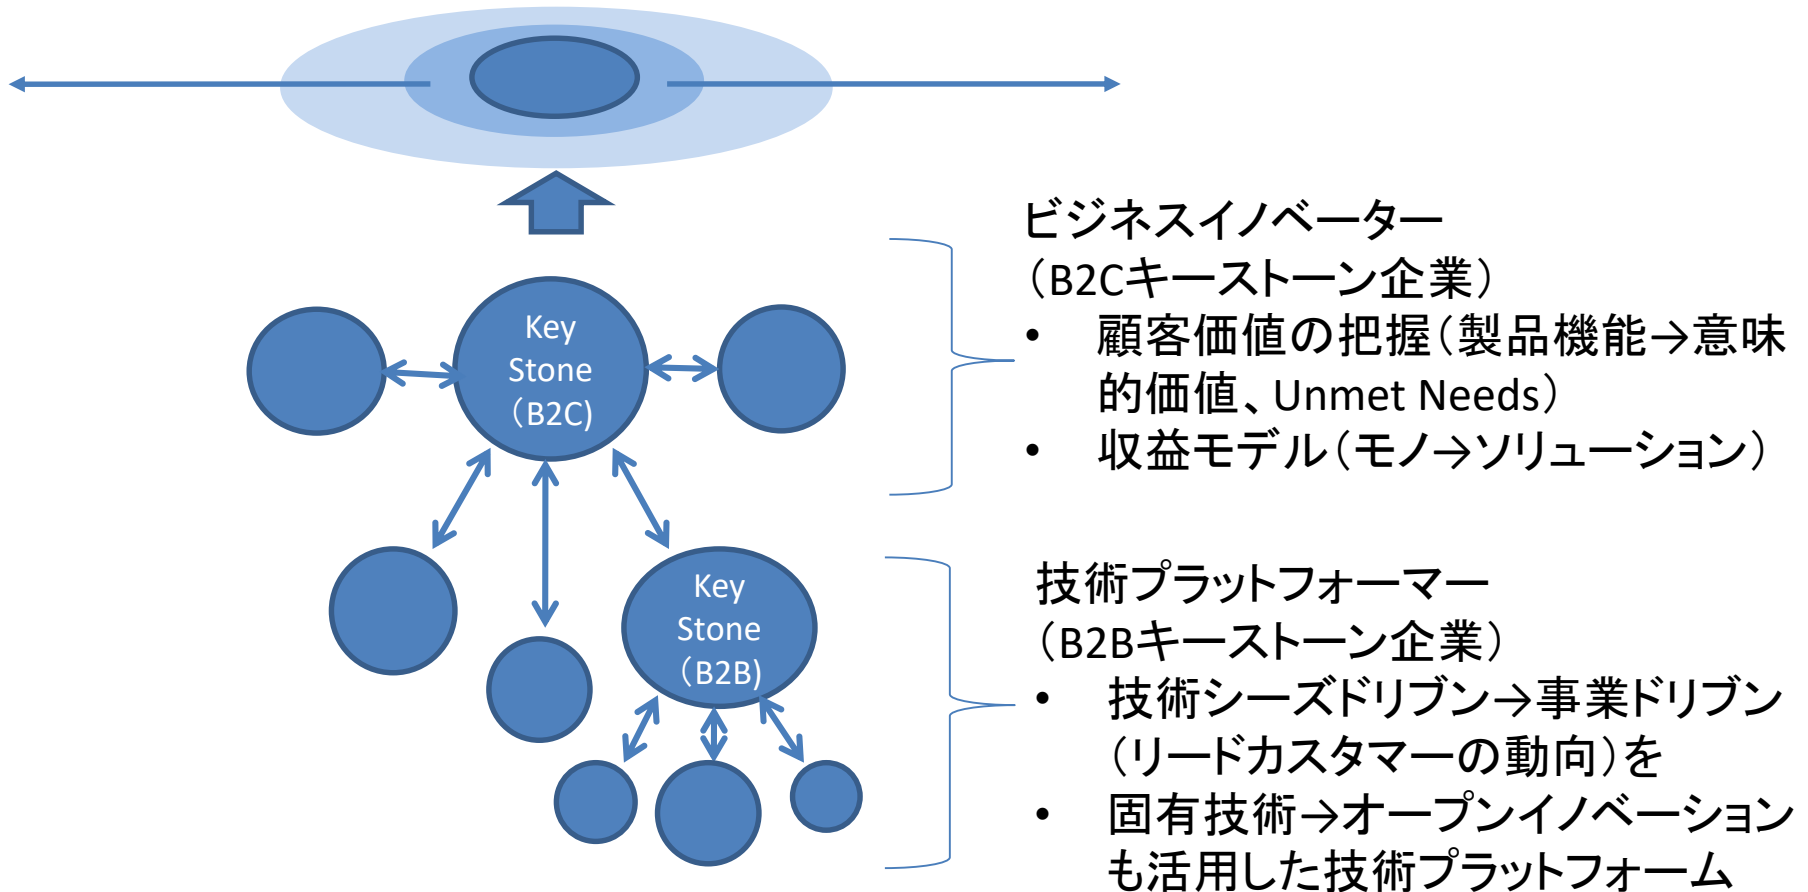 Key
Stone
（B2C)
Key
Stone
（B2B)
ビジネスイノベーター
（B2Cキーストーン企業）
• 顧客価値の把握（製品機能→意味
的価値、Unmet Needs）
• 収益モデル（モノ→ソリューション）
技術プラットフォーマー
（B2Bキーストーン企業）
• 技術シーズドリブン→事業ドリブン
（リードカスタマーの動向）を
• 固有技術→オープンイノベーション
も活用した技術プラットフォーム